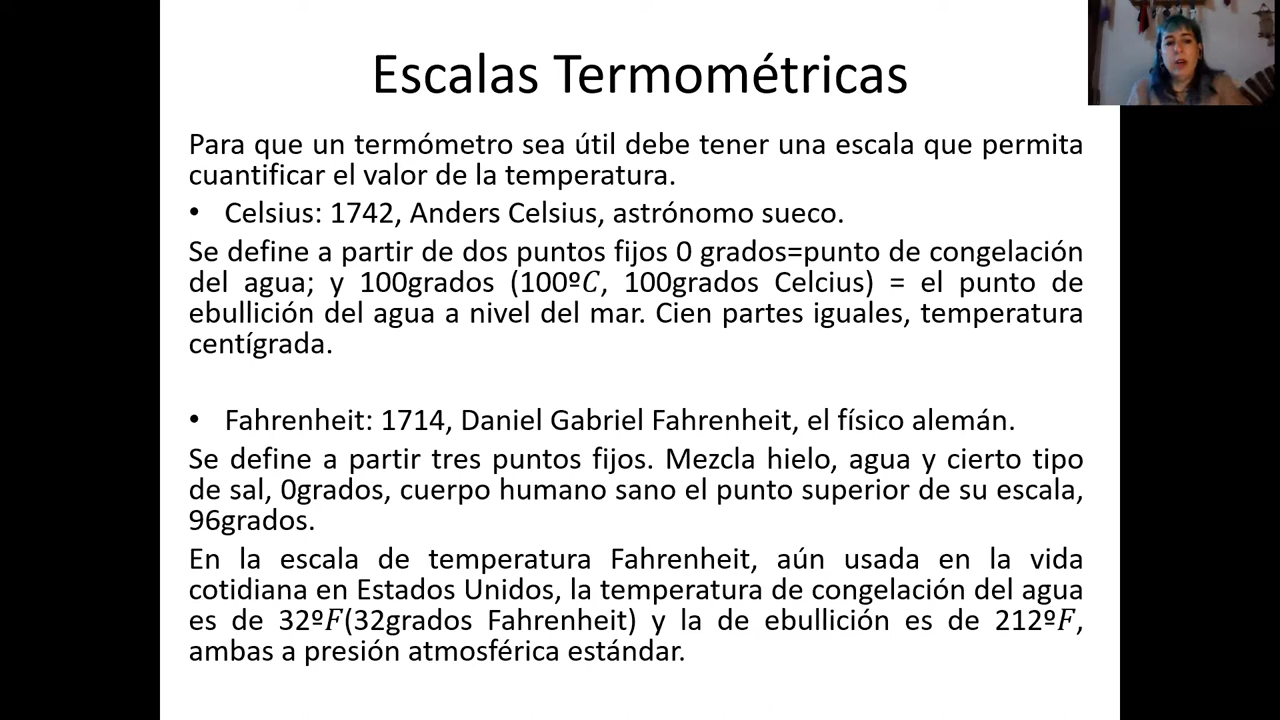 Escalas Termométricas
Para que un termómetro sea útil debe tener una escala que permita
cuantificar el valor de la temperatura.
• Celsius: 1742, Anders Celsius, astrónomo sueco.
Se define a partir de dos puntos fijos 0 grados=punto de congelación
del agua; y 100grados (100ºC, 100grados Celcius) = el punto de
ebullición del agua a nivel del mar. Cien partes iguales, temperatura
centígrada.
• Fahrenheit: 1714, Daniel Gabriel Fahrenheit, el físico alemán.
Se define a partir tres puntos fijos. Mezcla hielo, agua y cierto tipo
de sal, 0grados, cuerpo humano sano el punto superior de su escala,
96grados.
En la escala de temperatura Fahrenheit, aún usada en la vida
cotidiana en Estados Unidos, la temperatura de congelación del agua
es de 32ºF(32grados Fahrenheit) y la de ebullición es de 212ºF,
ambas a presión atmosférica estándar.